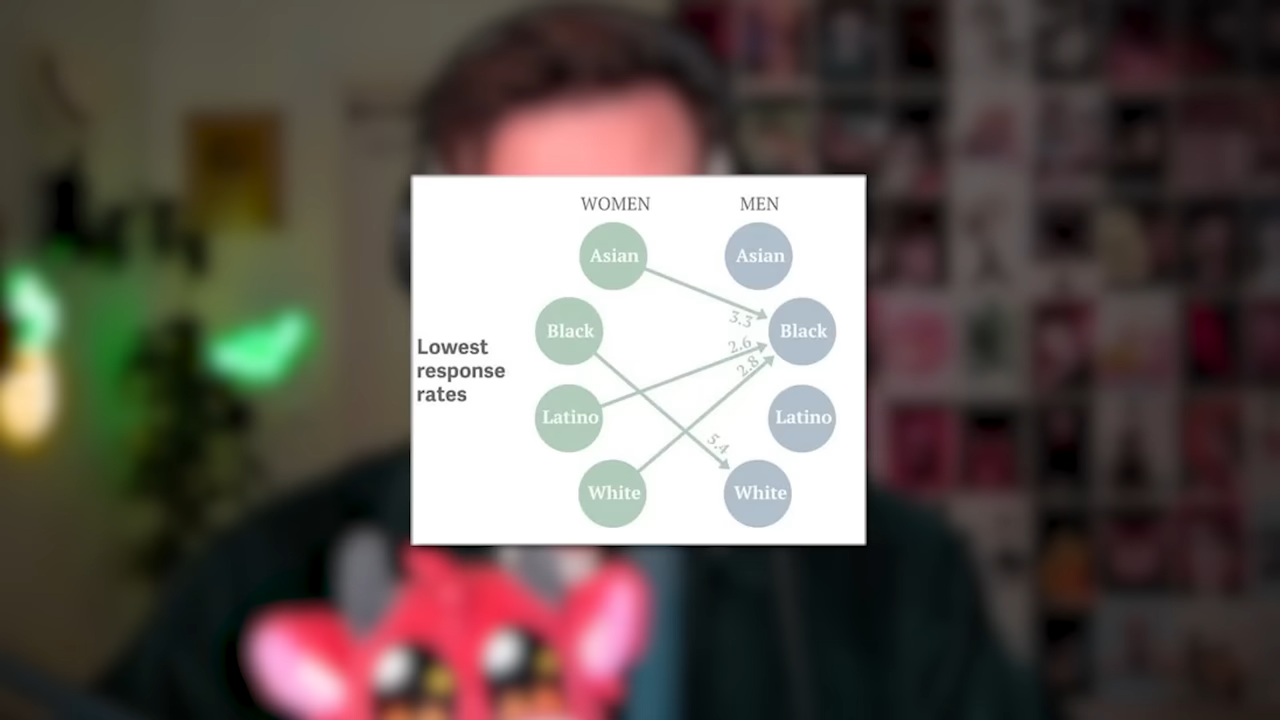 WOMEN MEN
Asian Asian
3.3
Black Black
2.6
2.8
Lowest
response
rates
Latino Latino
5.4
White White